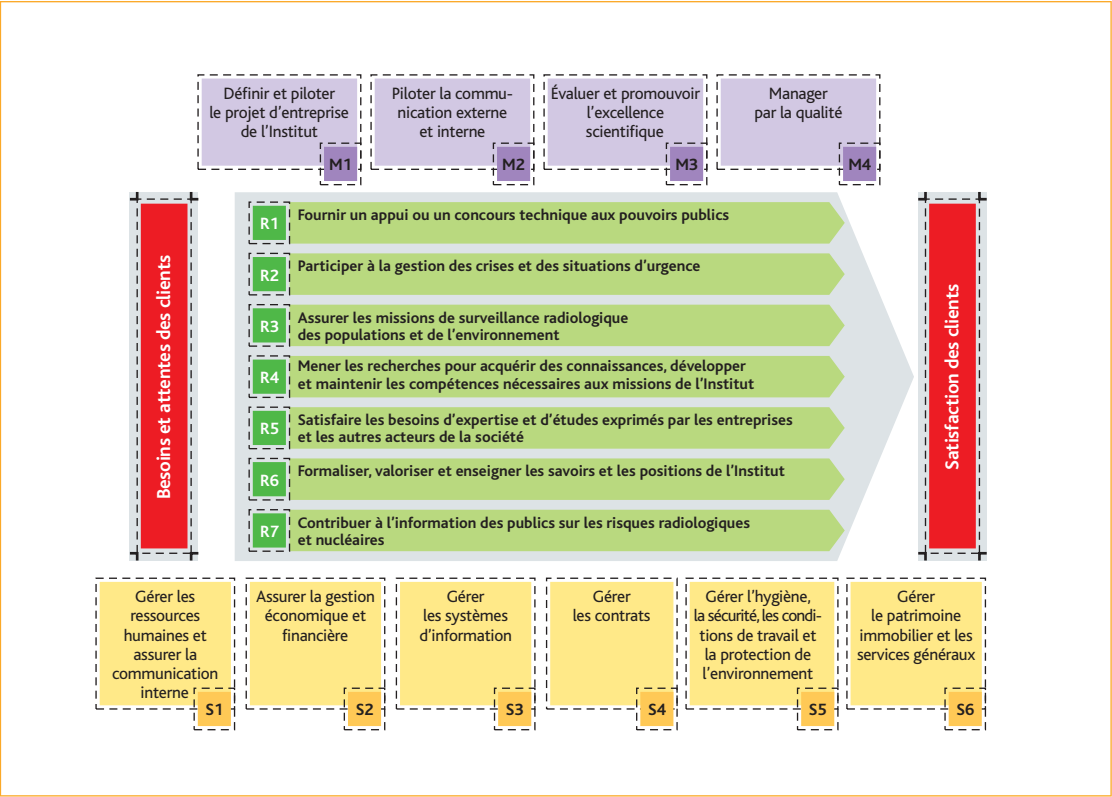 Définir et piloter
le projet d'entreprise
de l'Institut
M1
Piloter la commu-
nication externe
et interne
M2
Évaluer et promouvoir
l'excellence
scientifique
M3
Manager
par la qualité
M4
Besoins et attentes des clients
R1
Fournir un appui ou un concours technique aux pouvoirs publics
R2
Participer à la gestion des crises et des situations d'urgence
R3
Assurer les missions de surveillance radiologique
des populations et de l'environnement
R4
Mener les recherches pour acquérir des connaissances, développer
et maintenir les compétences nécessaires aux missions de l'Institut
R5
Satisfaire les besoins d'expertise et d'études exprimés par les entreprises
et les autres acteurs de la société
R6
Formaliser, valoriser et enseigner les savoirs et les positions de l'Institut
R7
Contribuer à l'information des publics sur les risques radiologiques
et nucléaires
Satisfaction des clients
Gérer les
ressources
humaines et
assurer la
communication
interne
S1
Assurer la gestion
économique et
financière
S2
Gérer
les systèmes
d'information
S3
Gérer
les contrats
S4
Gérer l'hygiène,
la sécurité, les condi-
tions de travail et
la protection de
l'environnement
S5
Gérer
le patrimoine
immobilier et les
services généraux
S6